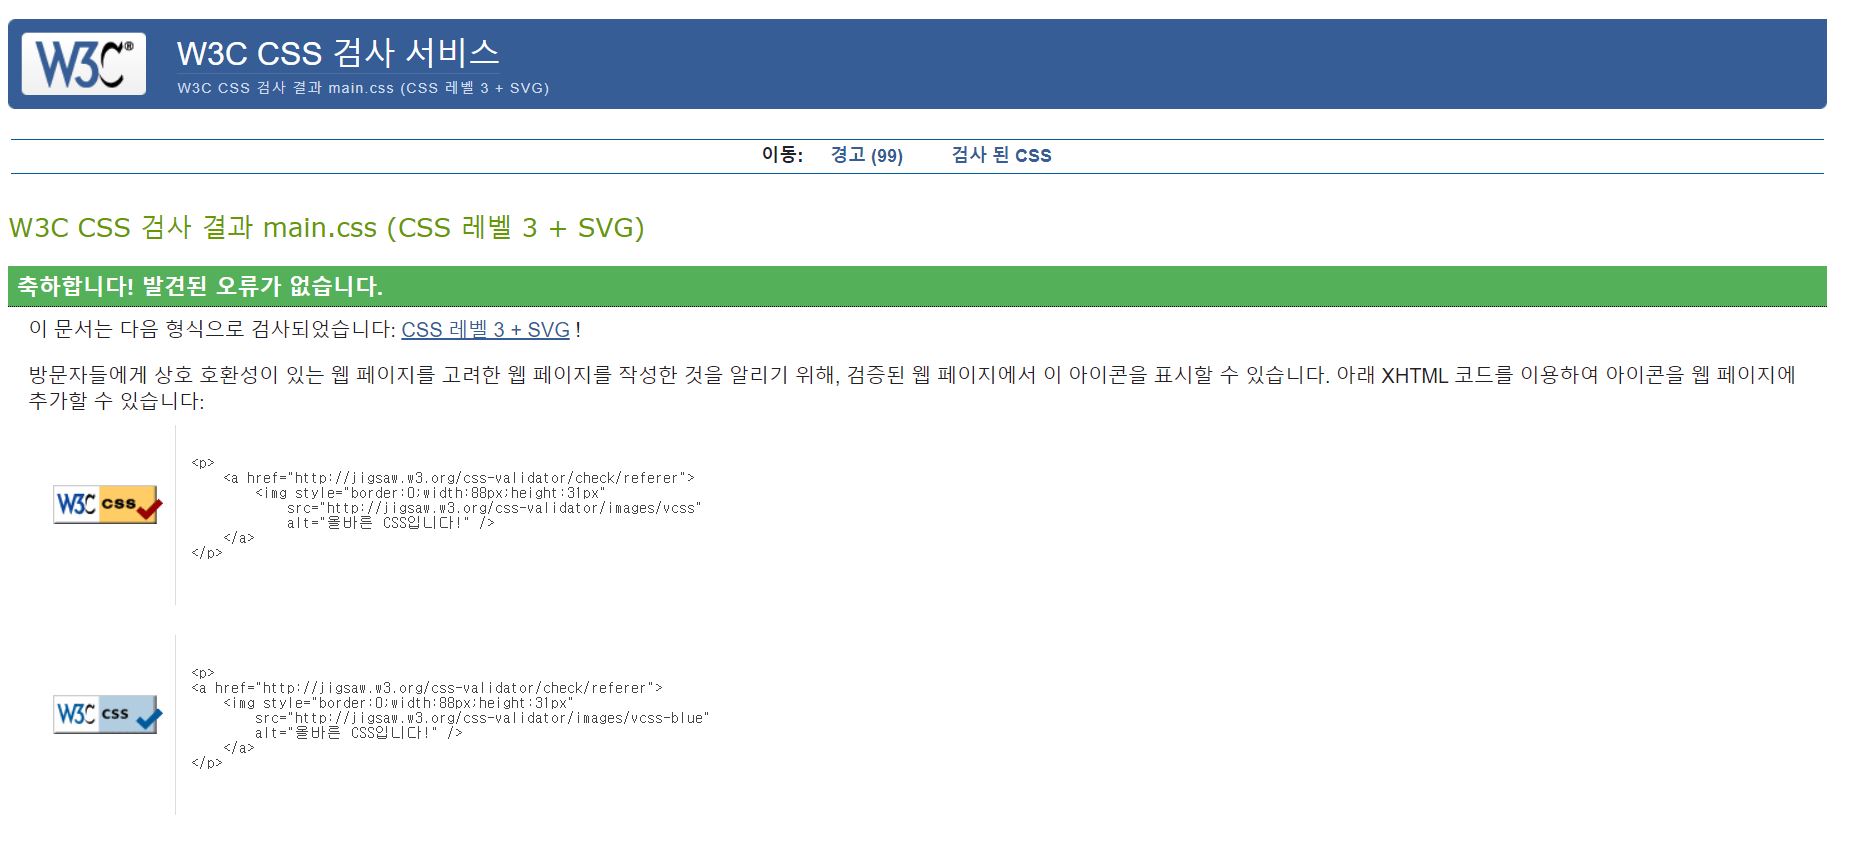 W3C®
W3C CSS 검사 서비스
W3C CSS 검사 결과 main.css (CSS 레벨 3 + SVG)
이동: 경고 (99) 검사 된 CSS
W3C CSS 검사 결과 main.css (CSS 레벨 3 + SVG)
축하합니다! 발견된 오류가 없습니다.
이 문서는 다음 형식으로 검사되었습니다: CSS 레벨 3 + SVG !
방문자들에게 상호 호환성이 있는 웹 페이지를 고려한 웹 페이지를 작성한 것을 알리기 위해, 검증된 웹 페이지에서 이 아이콘을 표시할 수 있습니다. 아래 XHTML 코드를 이용하여 아이콘을 웹 페이지에
추가할 수 있습니다:
W3C css
<p>
<a href="http://jigsaw.w3.org/css-validator/check/referer">
<img style="border:0;width:88px;height:31px"
src="http://jigsaw.w3.org/css-validator/images/vcss"
alt="올바른 CSS입니다!" />
</a>
</p>
W3C css
<p>
<a href="http://jigsaw.w3.org/css-validator/check/referer">
<img style="border:0;width:88px;height:31px"
src="http://jigsaw.w3.org/css-validator/images/vcss-blue"
alt="올바른 CSS입니다!" />
</a>
</p>